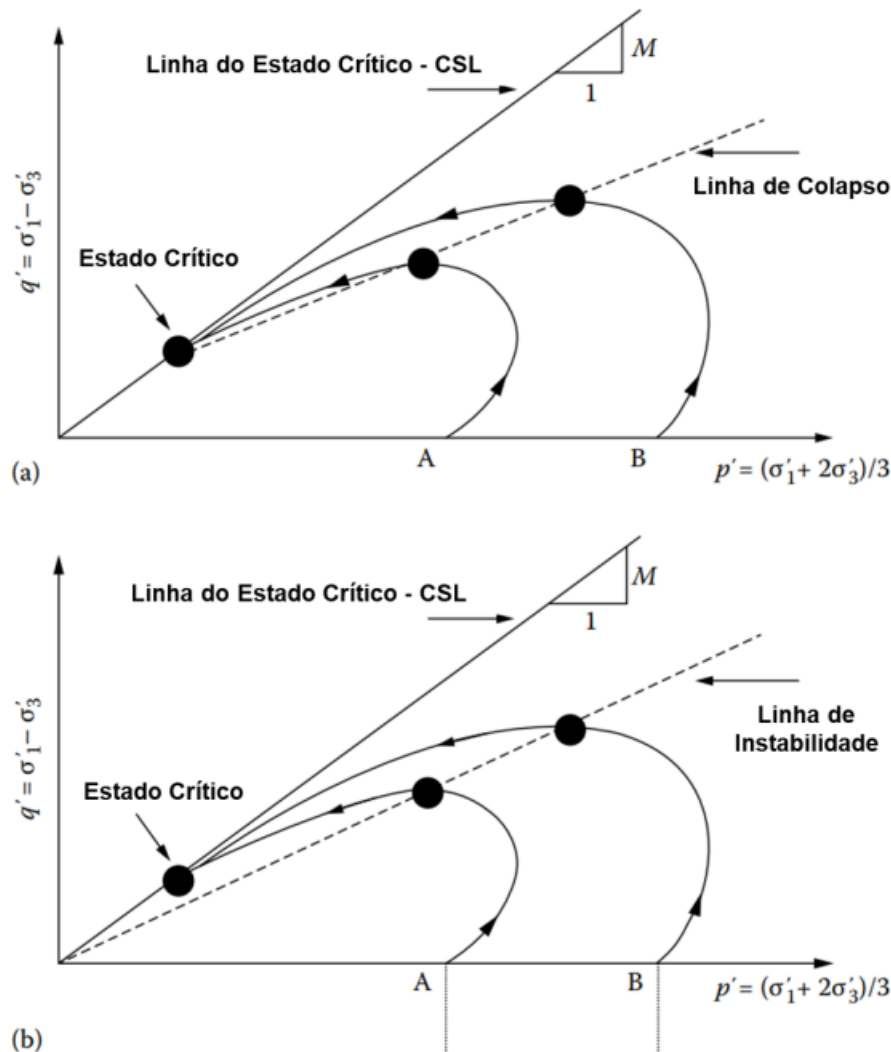 Linha do Estado Crítico - CSL
M
1
Linha de Colapso
q′ = σ′₁ – σ′₃
Estado Crítico
A
B
p′ = (σ′₁ + 2σ′₃)/3
(a)
Linha do Estado Crítico - CSL
M
1
Linha de
Instabilidade
q′ = σ′₁ – σ′₃
Estado Crítico
A
B
p′ = (σ′₁ + 2σ′₃)/3
(b)